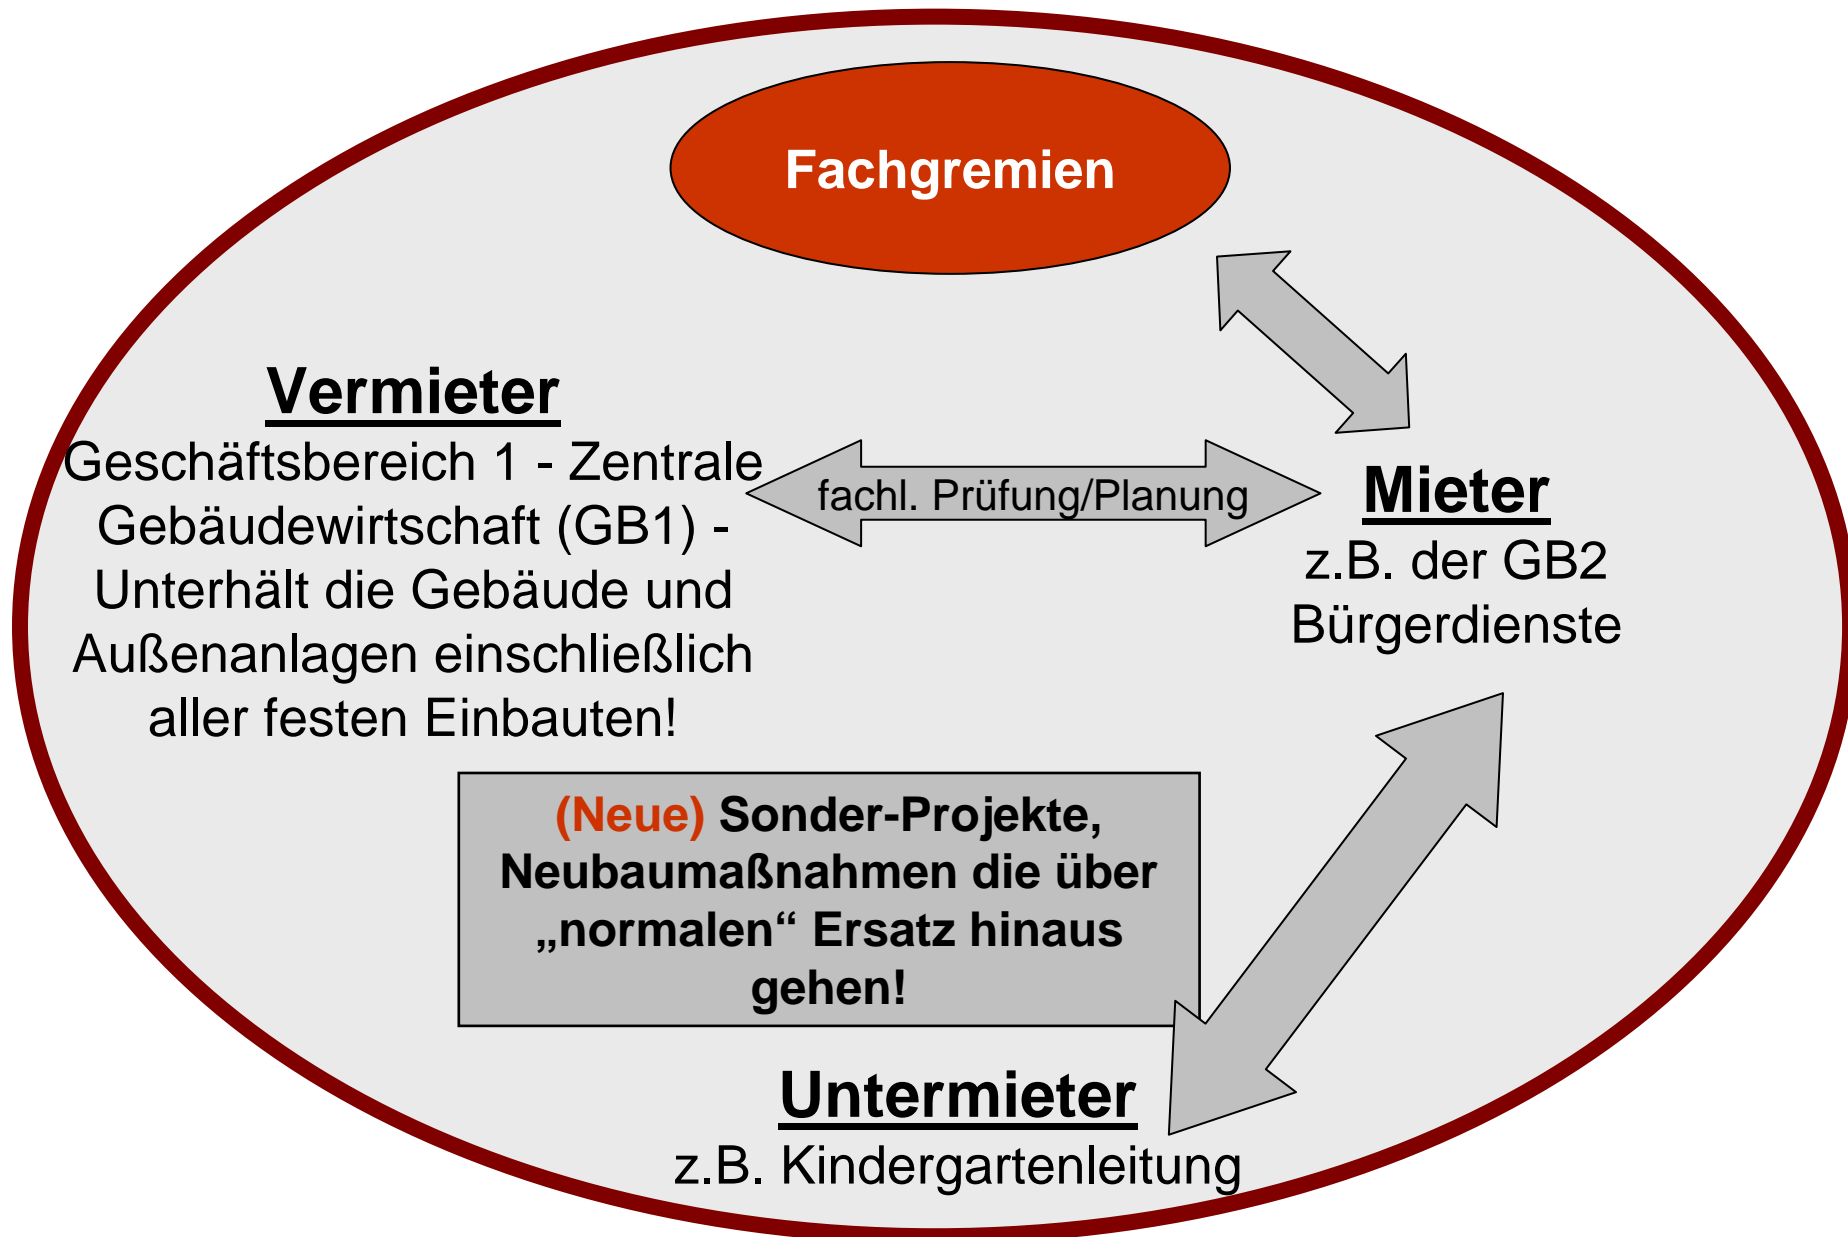 Fachgremien
Vermieter
Geschäftsbereich 1 - Zentrale
Gebäudewirtschaft (GB1) -
Unterhält die Gebäude und
Außenanlagen einschließlich
aller festen Einbauten!
fachl. Prüfung/Planung
Mieter
z.B. der GB2
Bürgerdienste
(Neue) Sonder-Projekte,
Neubaumaßnahmen die über
„normalen“ Ersatz hinaus
gehen!
Untermieter
z.B. Kindergartenleitung